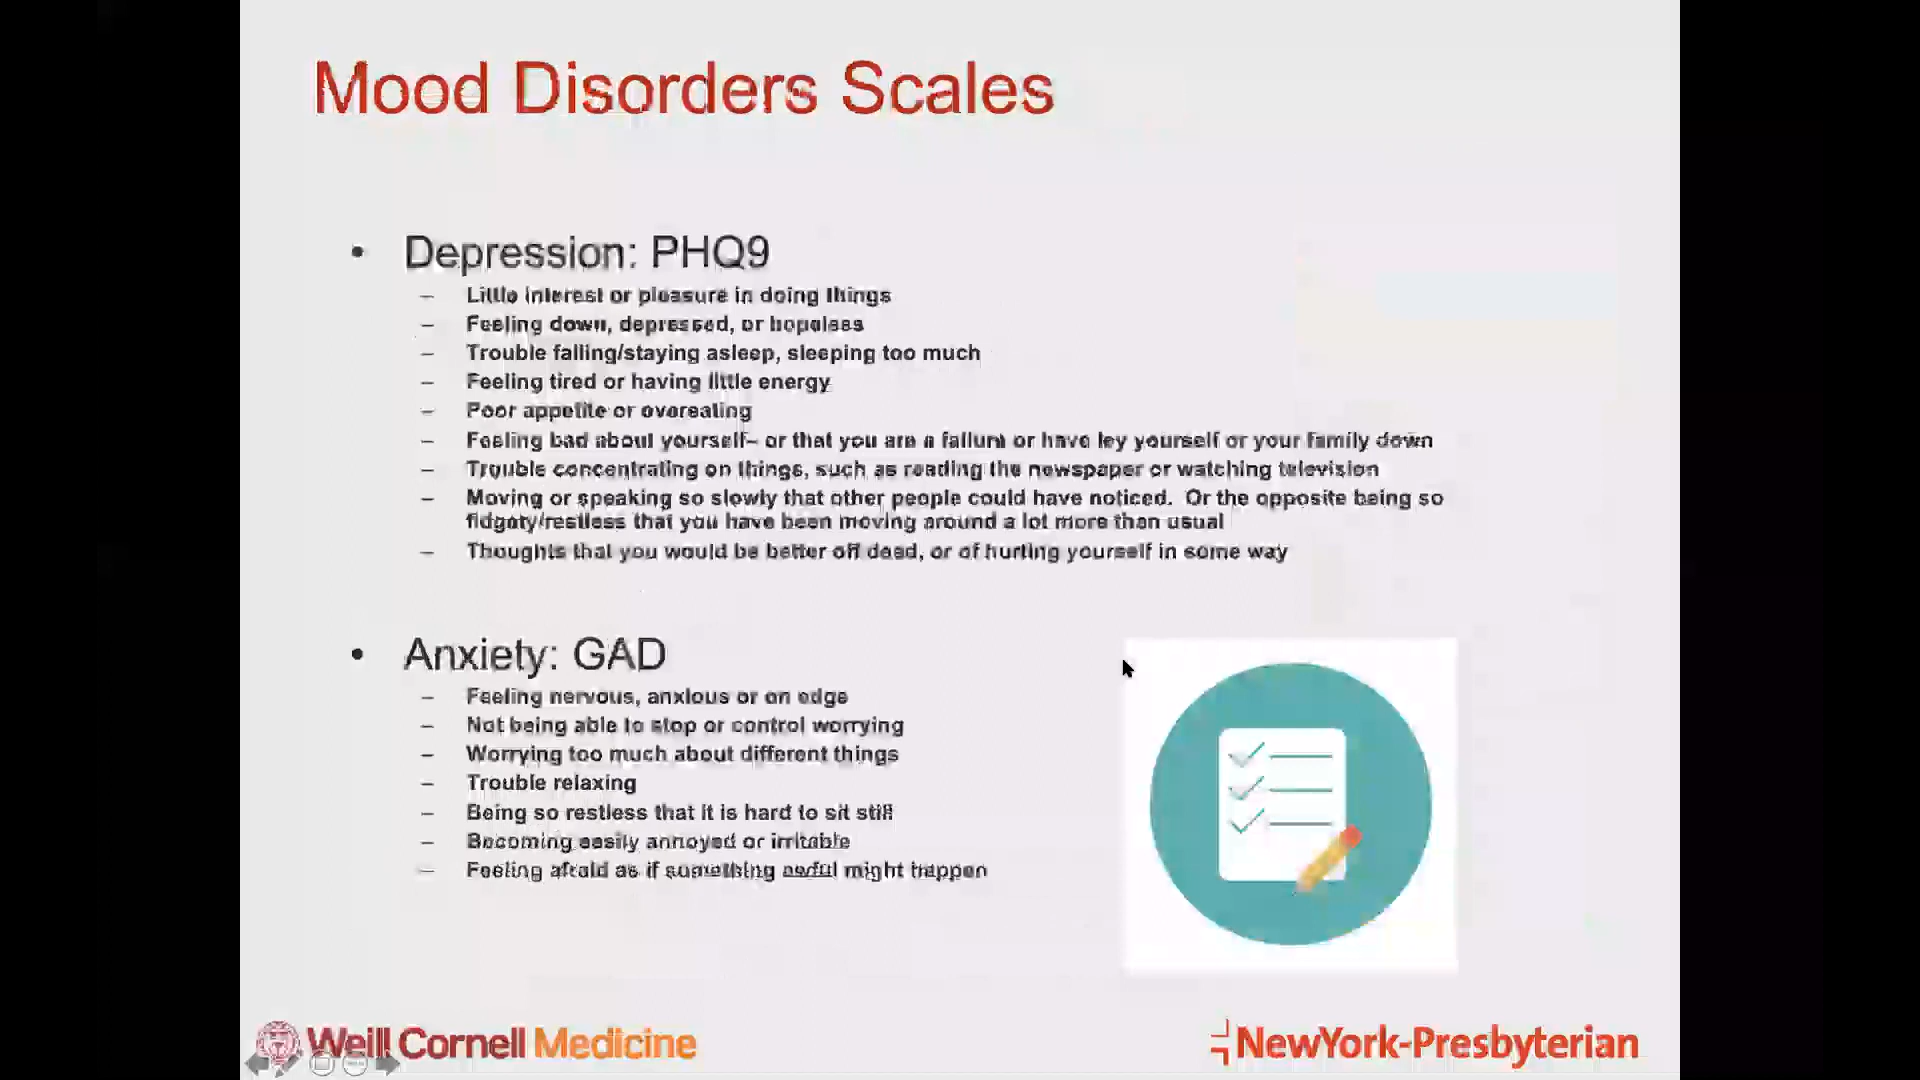 Mood Disorders Scales
• Depression: PHQ9
– Little interest or pleasure in doing things
– Feeling down, depressed, or hopeless
– Trouble falling/staying asleep, sleeping too much
– Feeling tired or having little energy
– Poor appetite or overeating
– Feeling bad about yourself– or that you are a failure or have ley yourself or your family down
– Trouble concentrating on things, such as reading the newspaper or watching television
– Moving or speaking so slowly that other people could have noticed. Or the opposite being so
fidgety/restless that you have been moving around a lot more than usual
– Thoughts that you would be better off dead, or of hurting yourself in some way
• Anxiety: GAD
– Feeling nervous, anxious or on edge
– Not being able to stop or control worrying
– Worrying too much about different things
– Trouble relaxing
– Being so restless that it is hard to sit still
– Becoming easily annoyed or irritable
– Feeling afraid as if something awful might happen
Weill Cornell Medicine
NewYork-Presbyterian